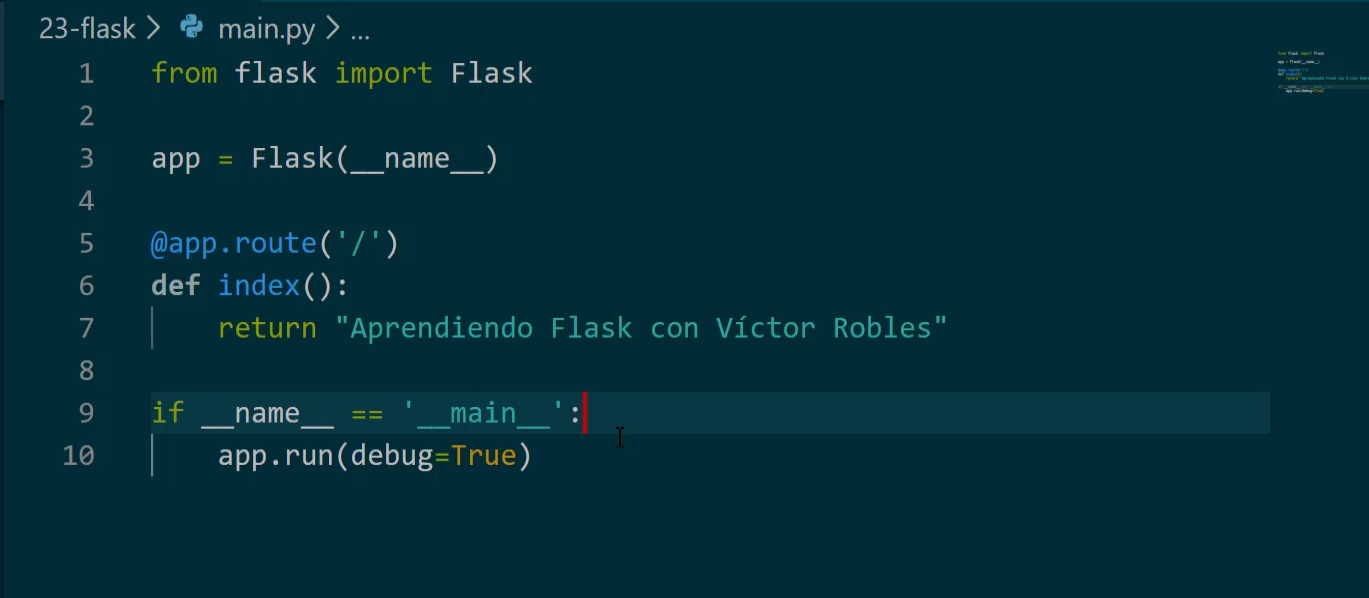 23-flask > main.py > ...
1 from flask import Flask
2
3 app = Flask(__name__)
4
5 @app.route('/')
6 def index():
7 return "Aprendiendo Flask con Víctor Robles"
8
9 if __name__ == '__main__':
10 app.run(debug=True)